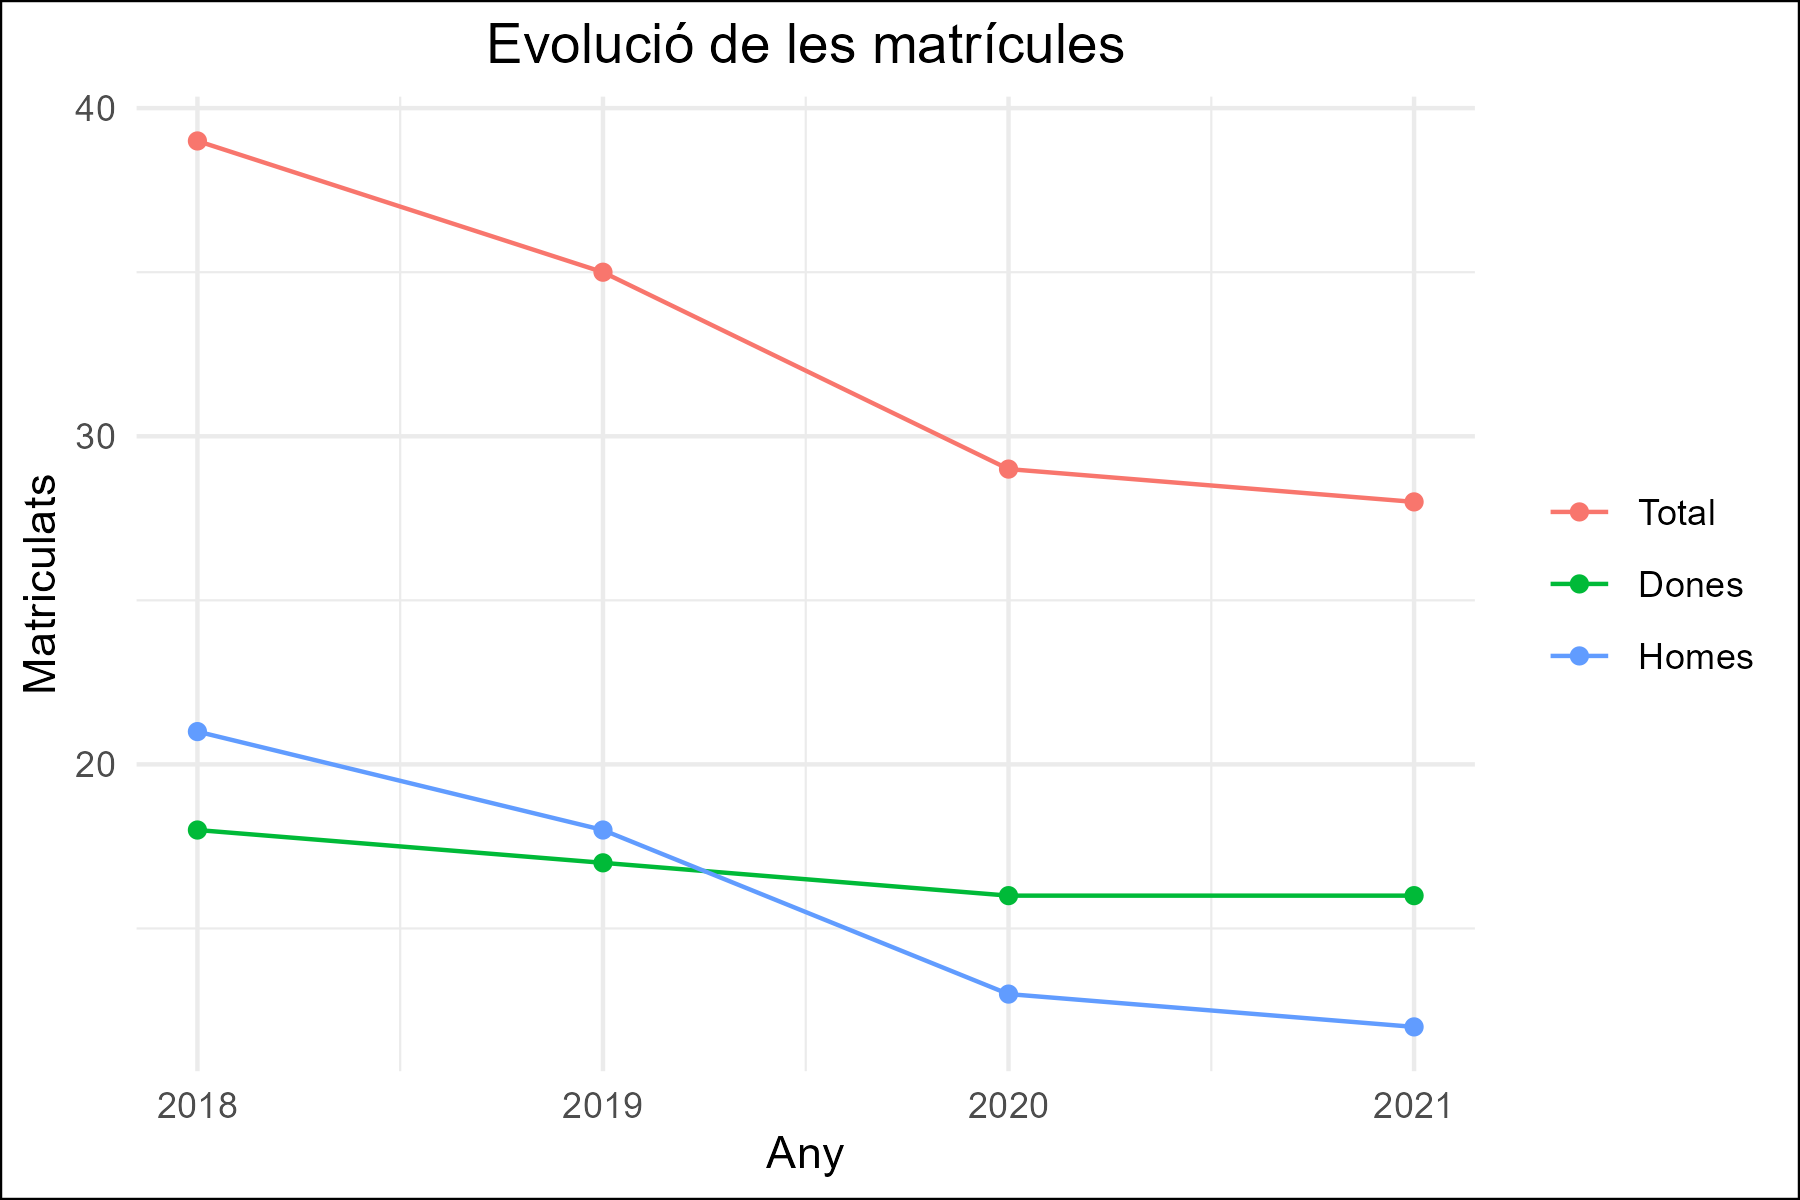 Evolució de les matrícules
40
30
20
Matriculats
2018 2019 2020 2021
Any
Total
Dones
Homes